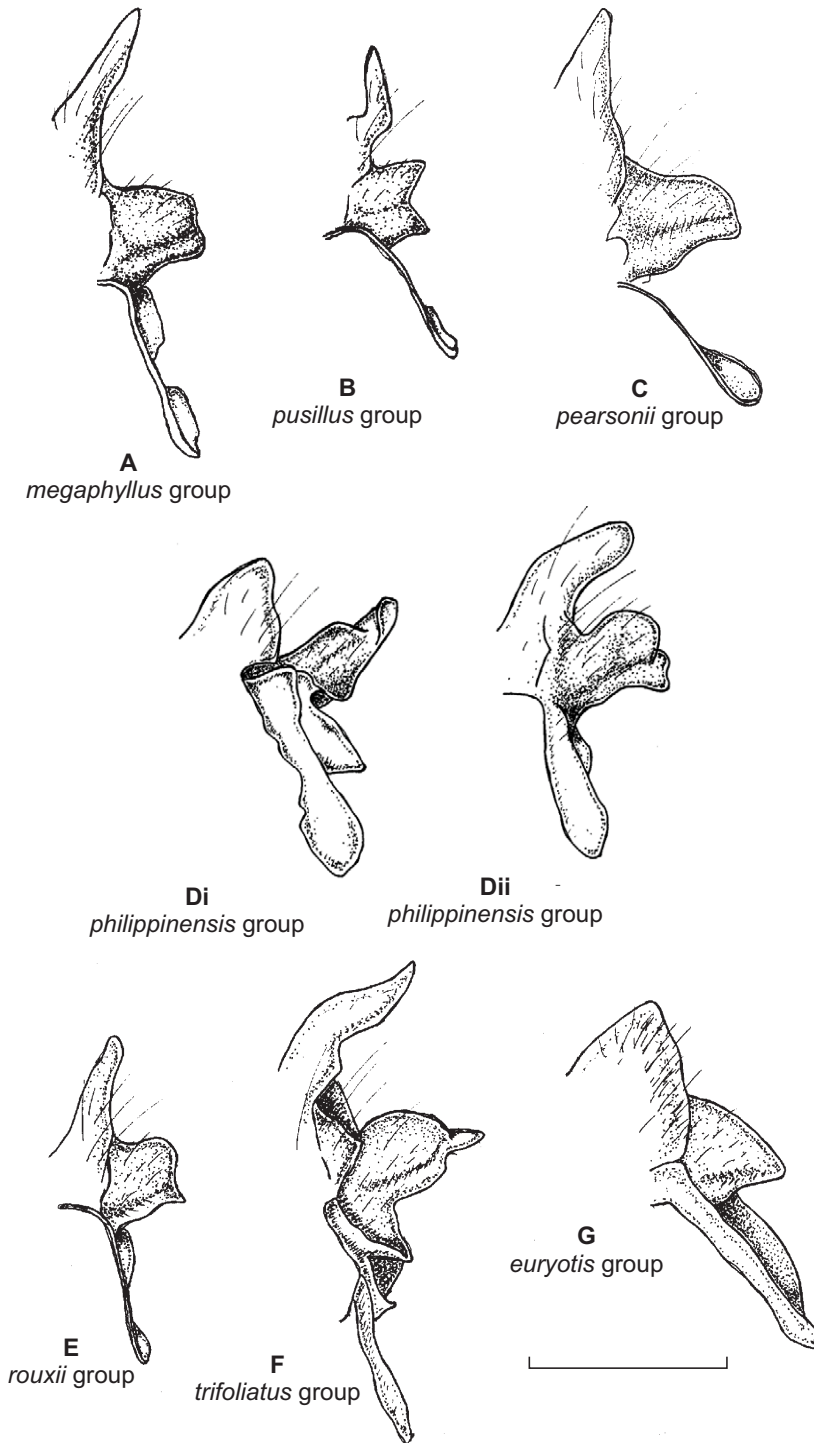 A
megaphyllus group
B
pusillus group
C
pearsonii group
Di
philippinensis group
Dii
philippinensis group
E
rouxii group
F
trifoliatus group
G
euryotis group